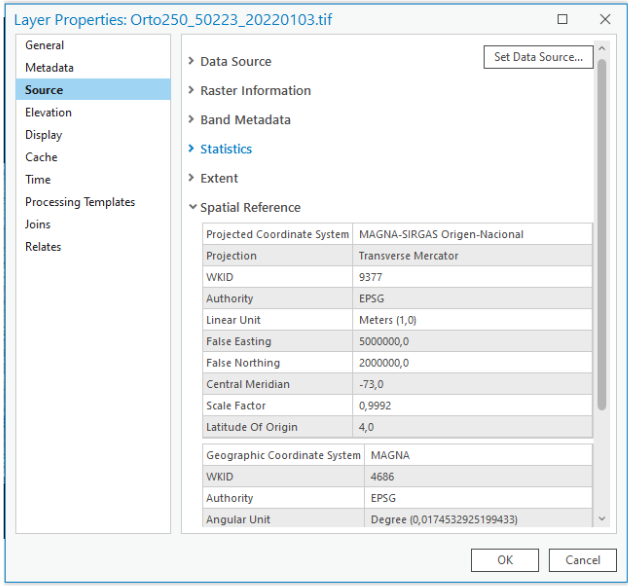 Layer Properties: Orto250_50223_20220103.tif
General
Metadata
Source
Elevation
Display
Cache
Time
Processing Templates
Joins
Relates
Set Data Source...
Data Source
Raster Information
Band Metadata
Statistics
Extent
Spatial Reference
Projected Coordinate System MAGNA-SIRGAS Origen-Nacional
Projection Transverse Mercator
WKID 9377
Authority EPSG
Linear Unit Meters (1,0)
False Easting 5000000,0
False Northing 2000000,0
Central Meridian -73,0
Scale Factor 0,9992
Latitude Of Origin 4,0
Geographic Coordinate System MAGNA
WKID 4686
Authority EPSG
Angular Unit Degree (0,0174532925199433)
OK Cancel